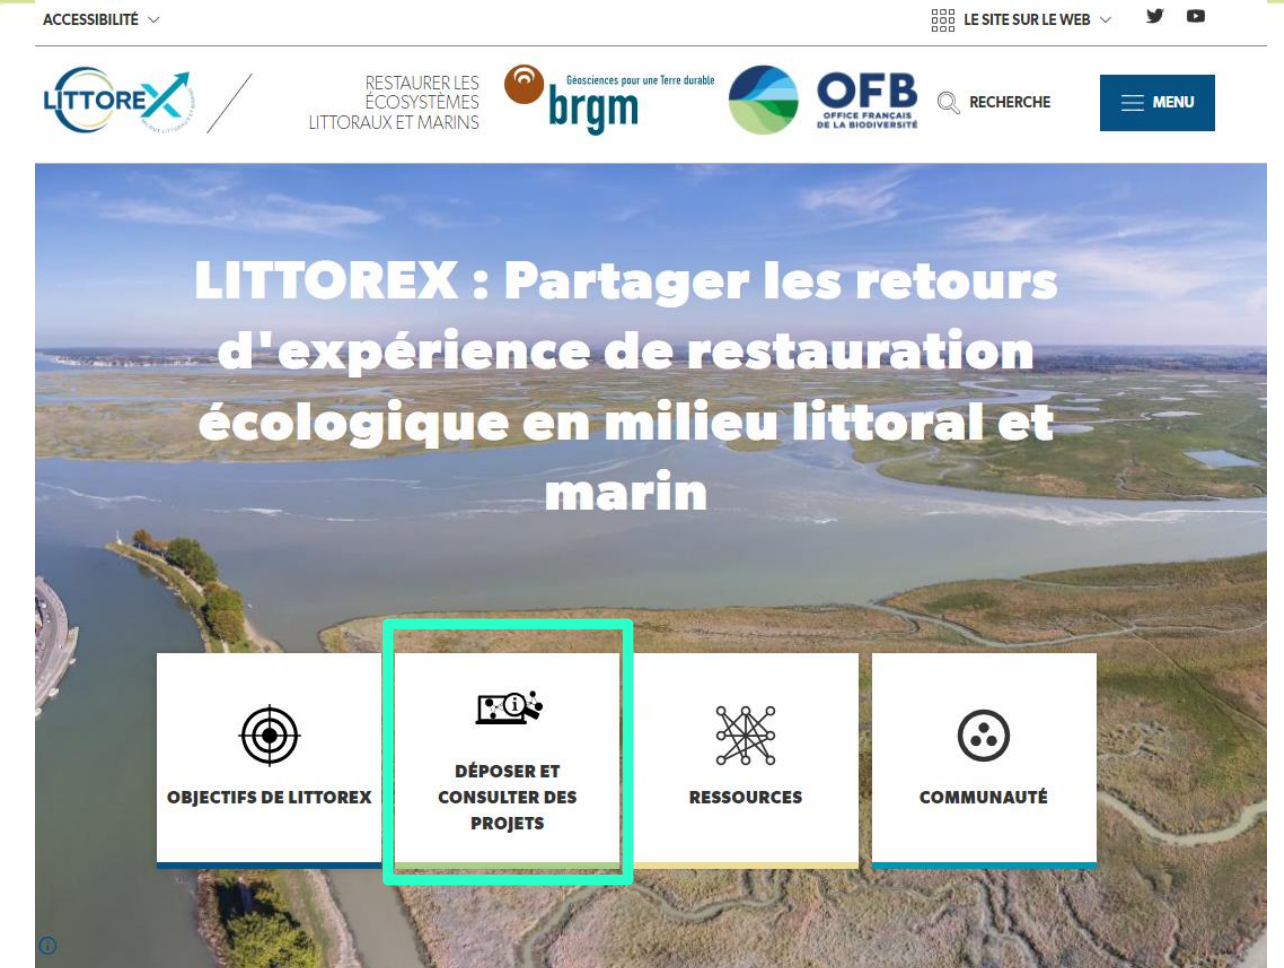 ACCESSIBILITÉ
LE SITE SUR LE WEB
LITTOREX
RESTAURER LES
ÉCOSYSTÈMES
LITTORAUX ET MARINS
Géosciences pour une Terre durable
brgm
OFB
OFFICE FRANÇAIS
DE LA BIODIVERSITÉ
RECHERCHE
MENU
LITTOREX : Partager les retours
d'expérience de restauration
écologique en milieu littoral et
marin
OBJECTIFS DE LITTOREX
DÉPOSER ET
CONSULTER DES
PROJETS
RESSOURCES
COMMUNAUTÉ